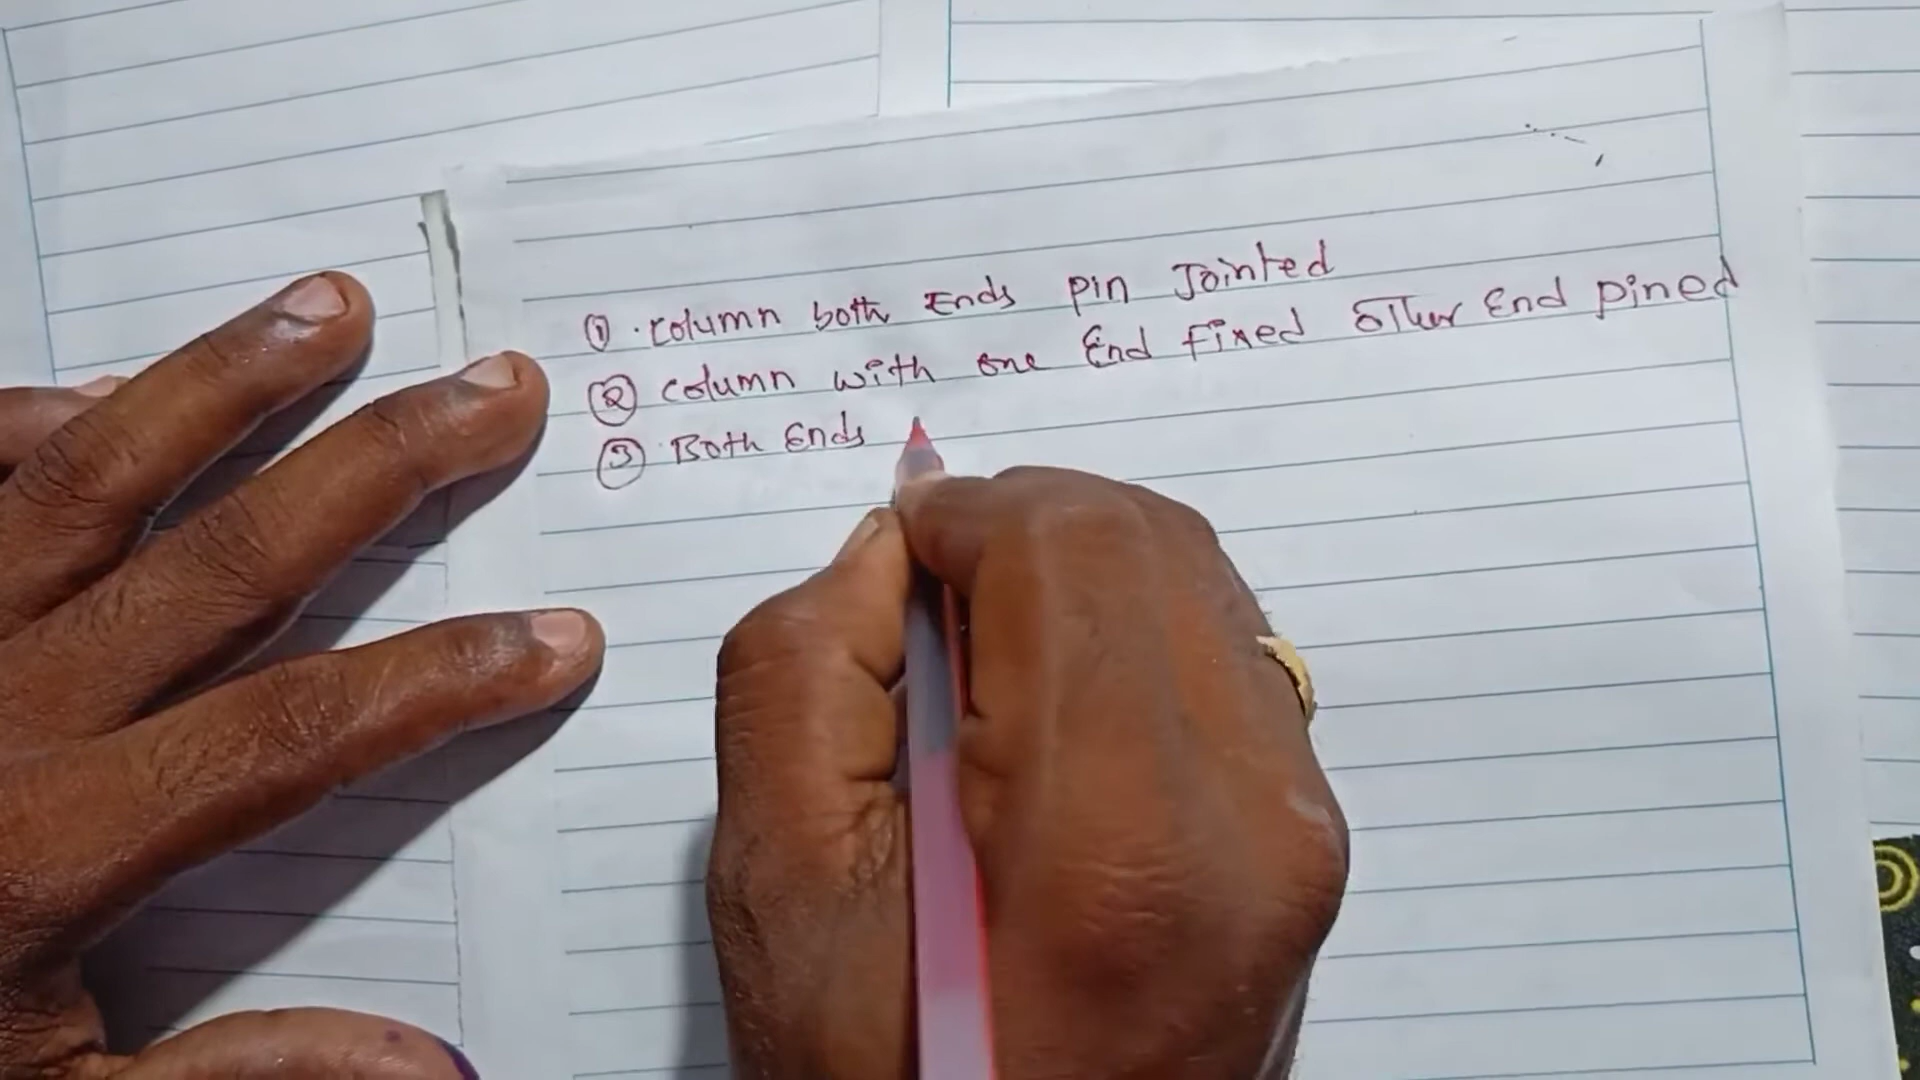 ① column both Ends pin Jointed
② column with one End fixed other End pined
③ Both Ends